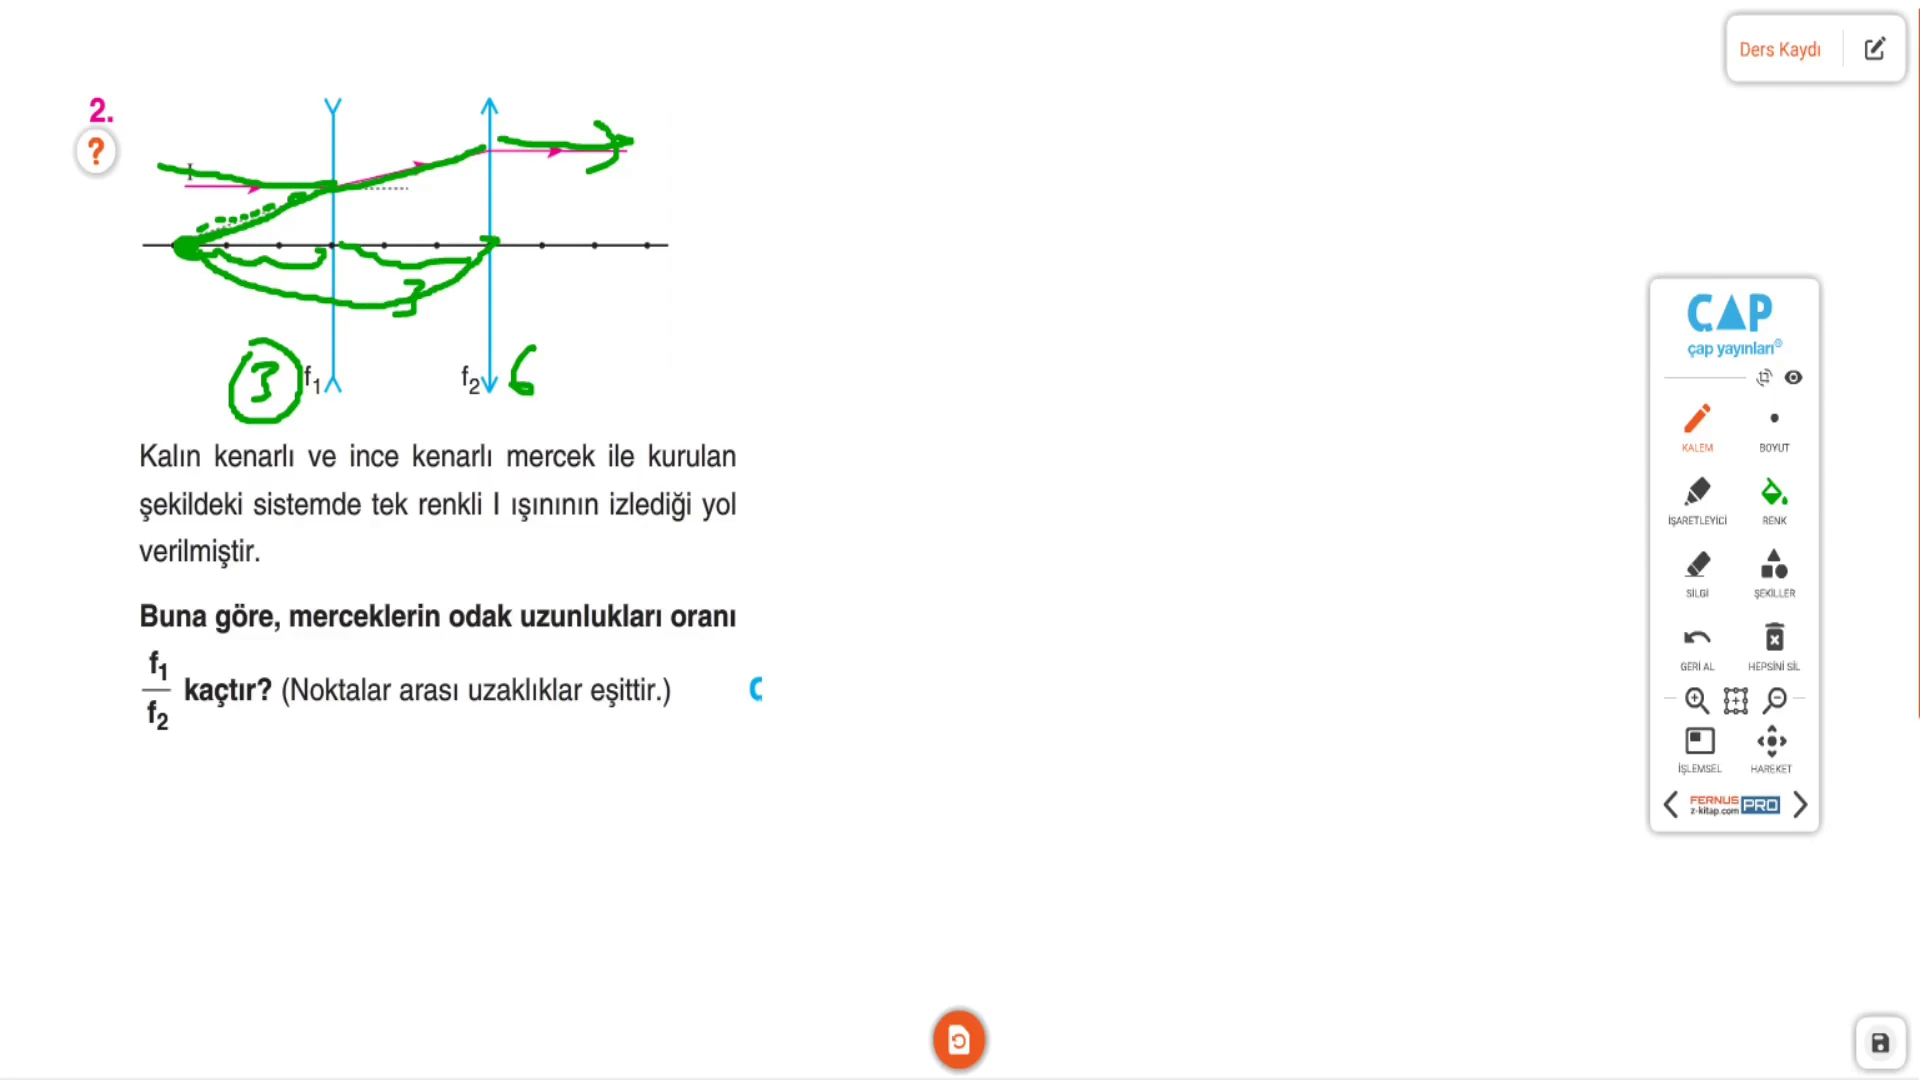 Ders Kaydı
2.
?
I
3
3
f1
f2
6
Kalın kenarlı ve ince kenarlı mercek ile kurulan
şekildeki sistemde tek renkli I ışınının izlediği yol
verilmiştir.
Buna göre, merceklerin odak uzunlukları oranı
f1
f2
kaçtır? (Noktalar arası uzaklıklar eşittir.)
C
ÇAP
çap yayınları®
KALEM
BOYUT
İŞARETLEYİCİ
RENK
SİLGİ
ŞEKİLLER
GERİ AL
HEPSİNİ SİL
İŞLEMSEL
HAREKET
FERNUS
z-kitap.com
PRO